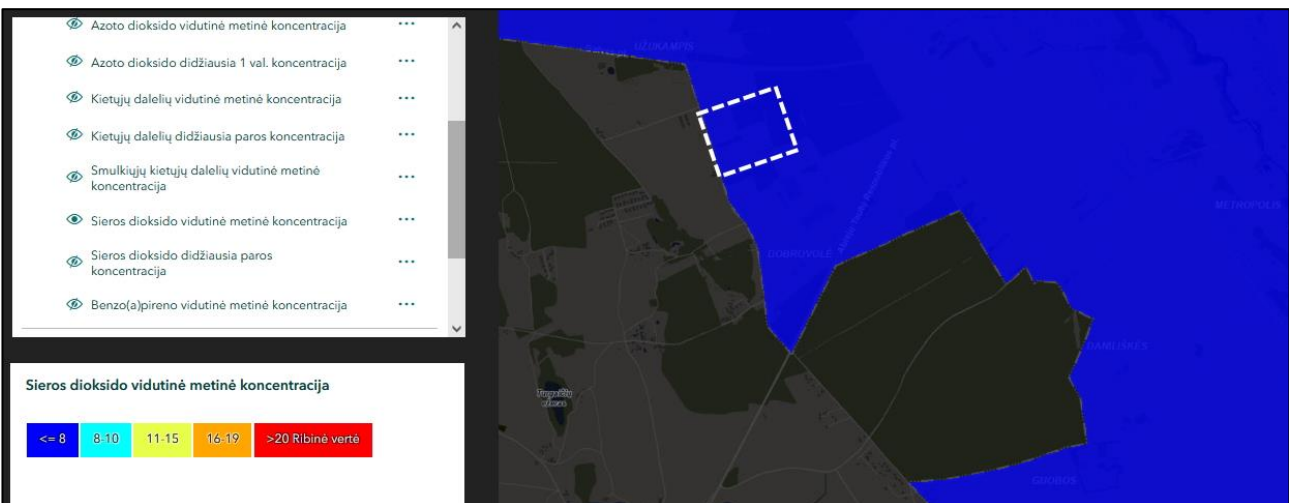 Azoto dioksido vidutinė metinė koncentracija
Azoto dioksido didžiausia 1 val. koncentracija
Kietųjų dalelių vidutinė metinė koncentracija
Kietųjų dalelių didžiausia paros koncentracija
Smulkiųjų kietųjų dalelių vidutinė metinė
koncentracija
Sieros dioksido vidutinė metinė koncentracija
Sieros dioksido didžiausia paros
koncentracija
Benzo(a)pireno vidutinė metinė koncentracija
Sieros dioksido vidutinė metinė koncentracija
<= 8
8-10
11-15
16-19
>20 Ribinė vertė
UŽUKAMPIS
METROPOLIS
DOBRUVOLĖ
DANILIŠKĖS
GUOBOS